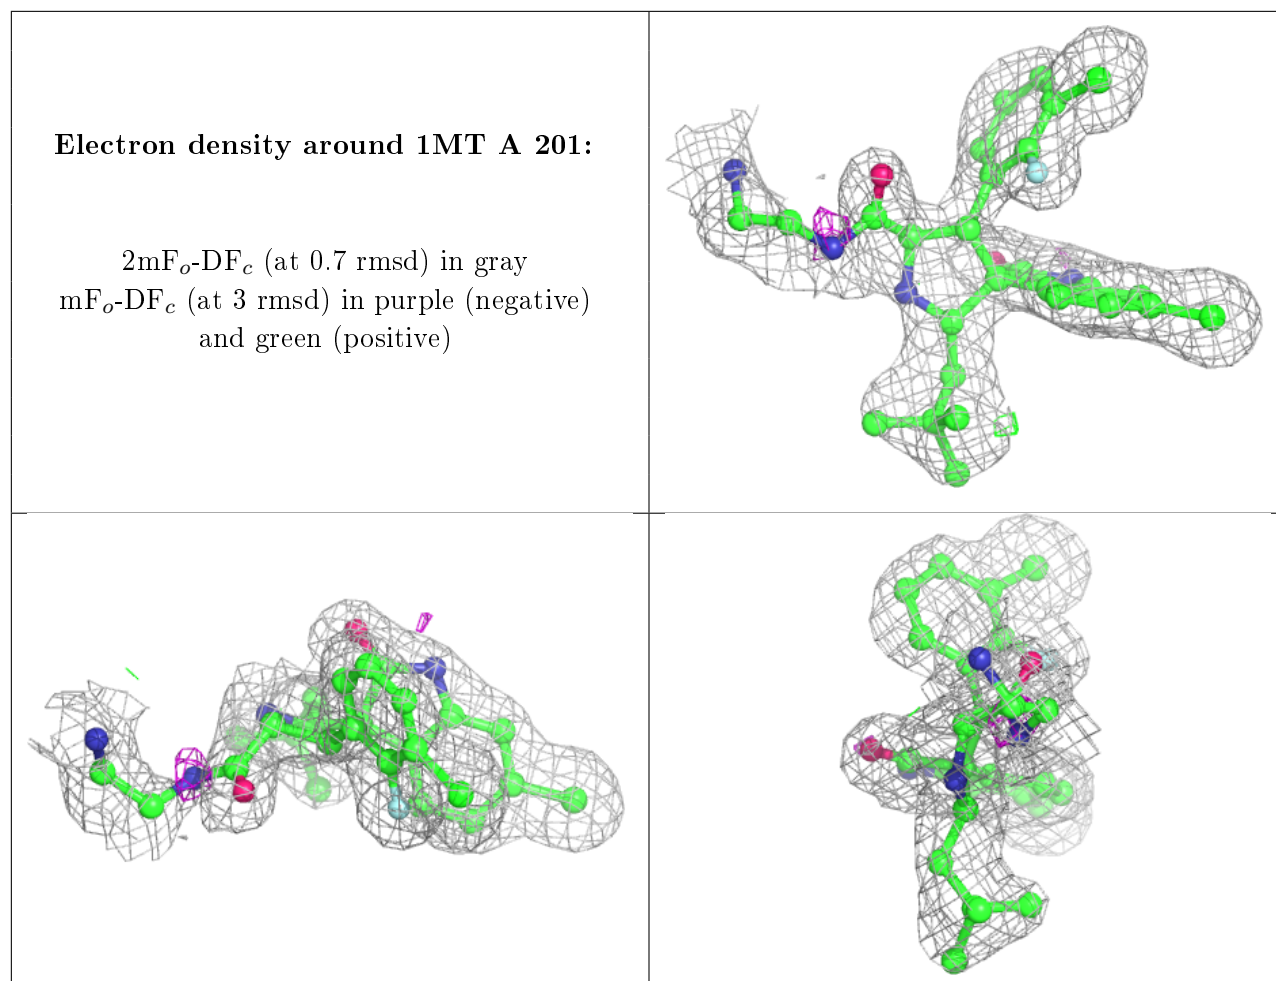 Electron density around 1MT A 201:
2mFₒ-DF𝒸 (at 0.7 rmsd) in gray
mFₒ-DF𝒸 (at 3 rmsd) in purple (negative)
and green (positive)